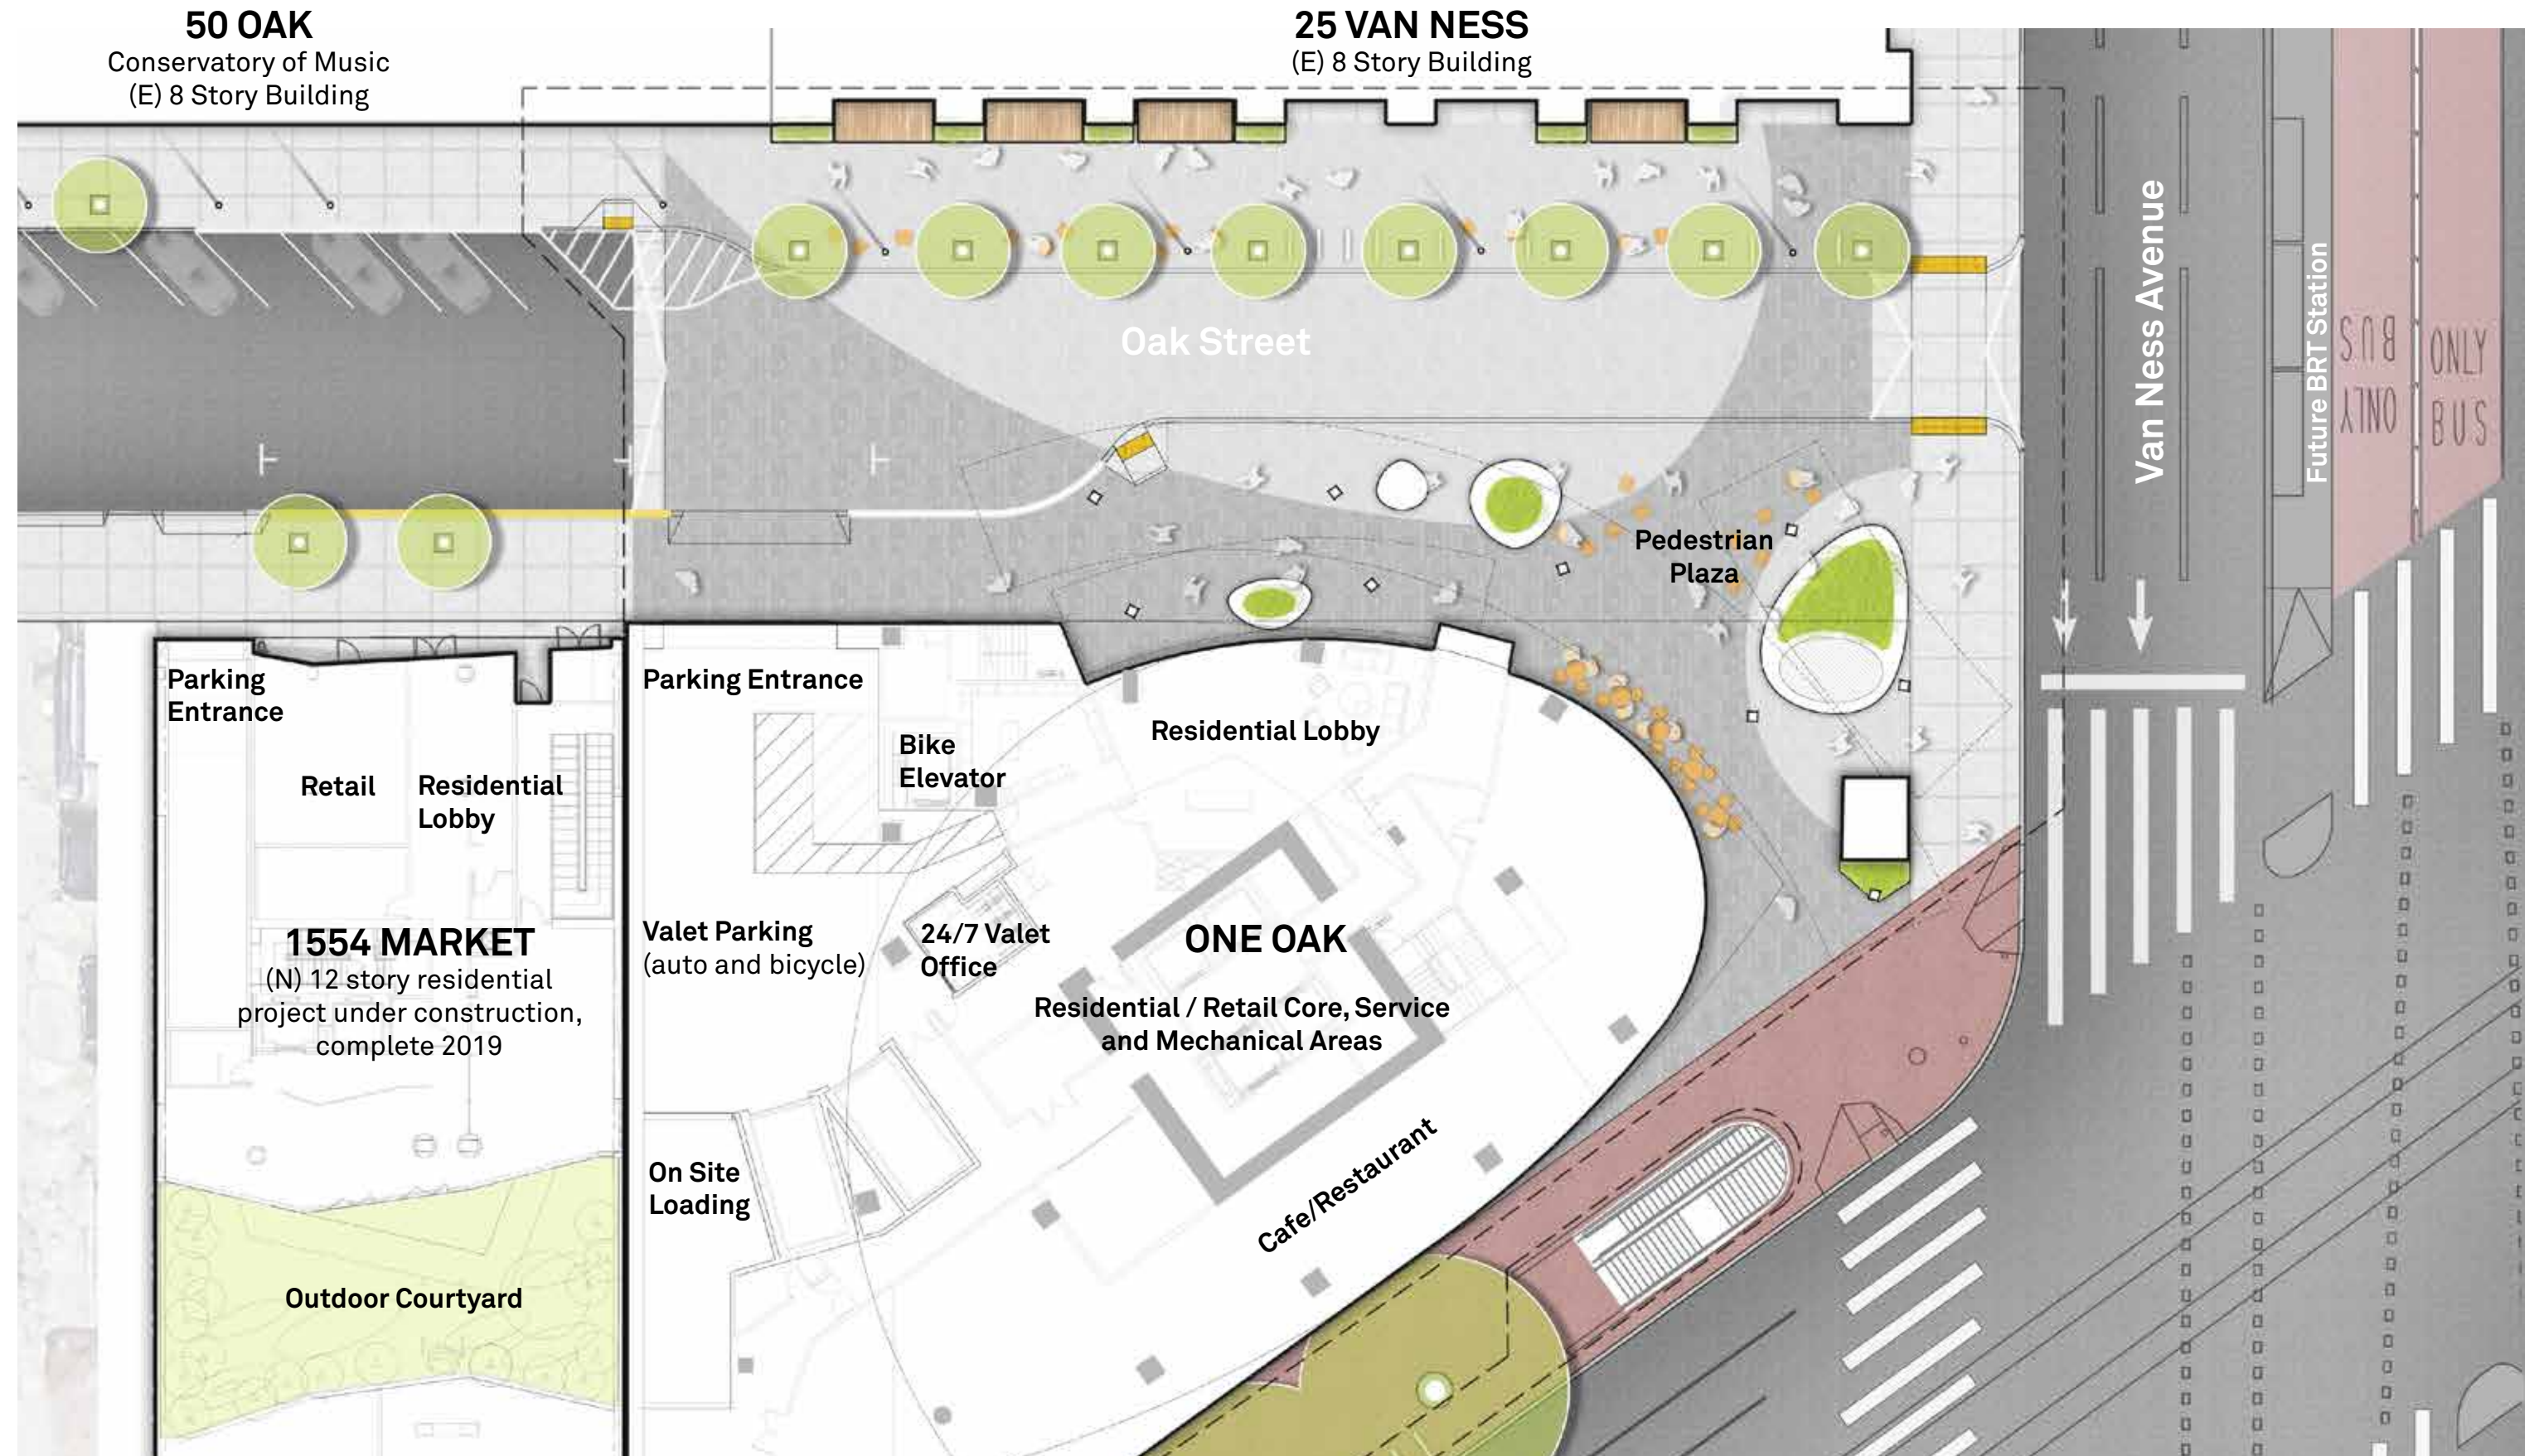 50 OAK
Conservatory of Music
(E) 8 Story Building
25 VAN NESS
(E) 8 Story Building
Oak Street
Van Ness Avenue
Future BRT Station
BUS
ONLY
ONLY
BUS
Pedestrian
Plaza
Parking
Entrance
Retail
Residential
Lobby
1554 MARKET
(N) 12 story residential
project under construction,
complete 2019
Outdoor Courtyard
Parking Entrance
Bike
Elevator
Residential Lobby
Valet Parking
(auto and bicycle)
24/7 Valet
Office
ONE OAK
Residential / Retail Core, Service
and Mechanical Areas
On Site
Loading
Cafe/Restaurant